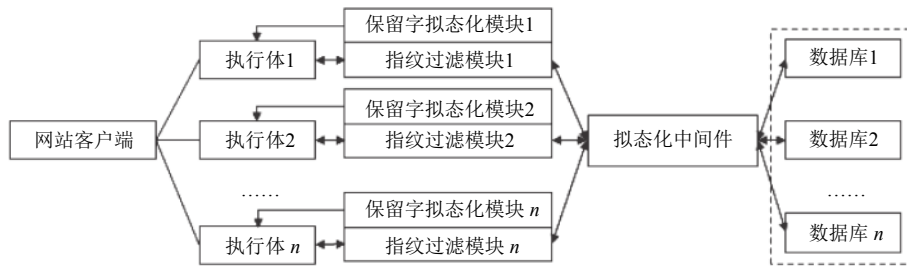 保留字拟态化模块1
执行体1
指纹过滤模块1
数据库1
保留字拟态化模块2
网站客户端
执行体2
指纹过滤模块2
拟态化中间件
数据库2
……
……
保留字拟态化模块 n
执行体 n
指纹过滤模块 n
数据库 n